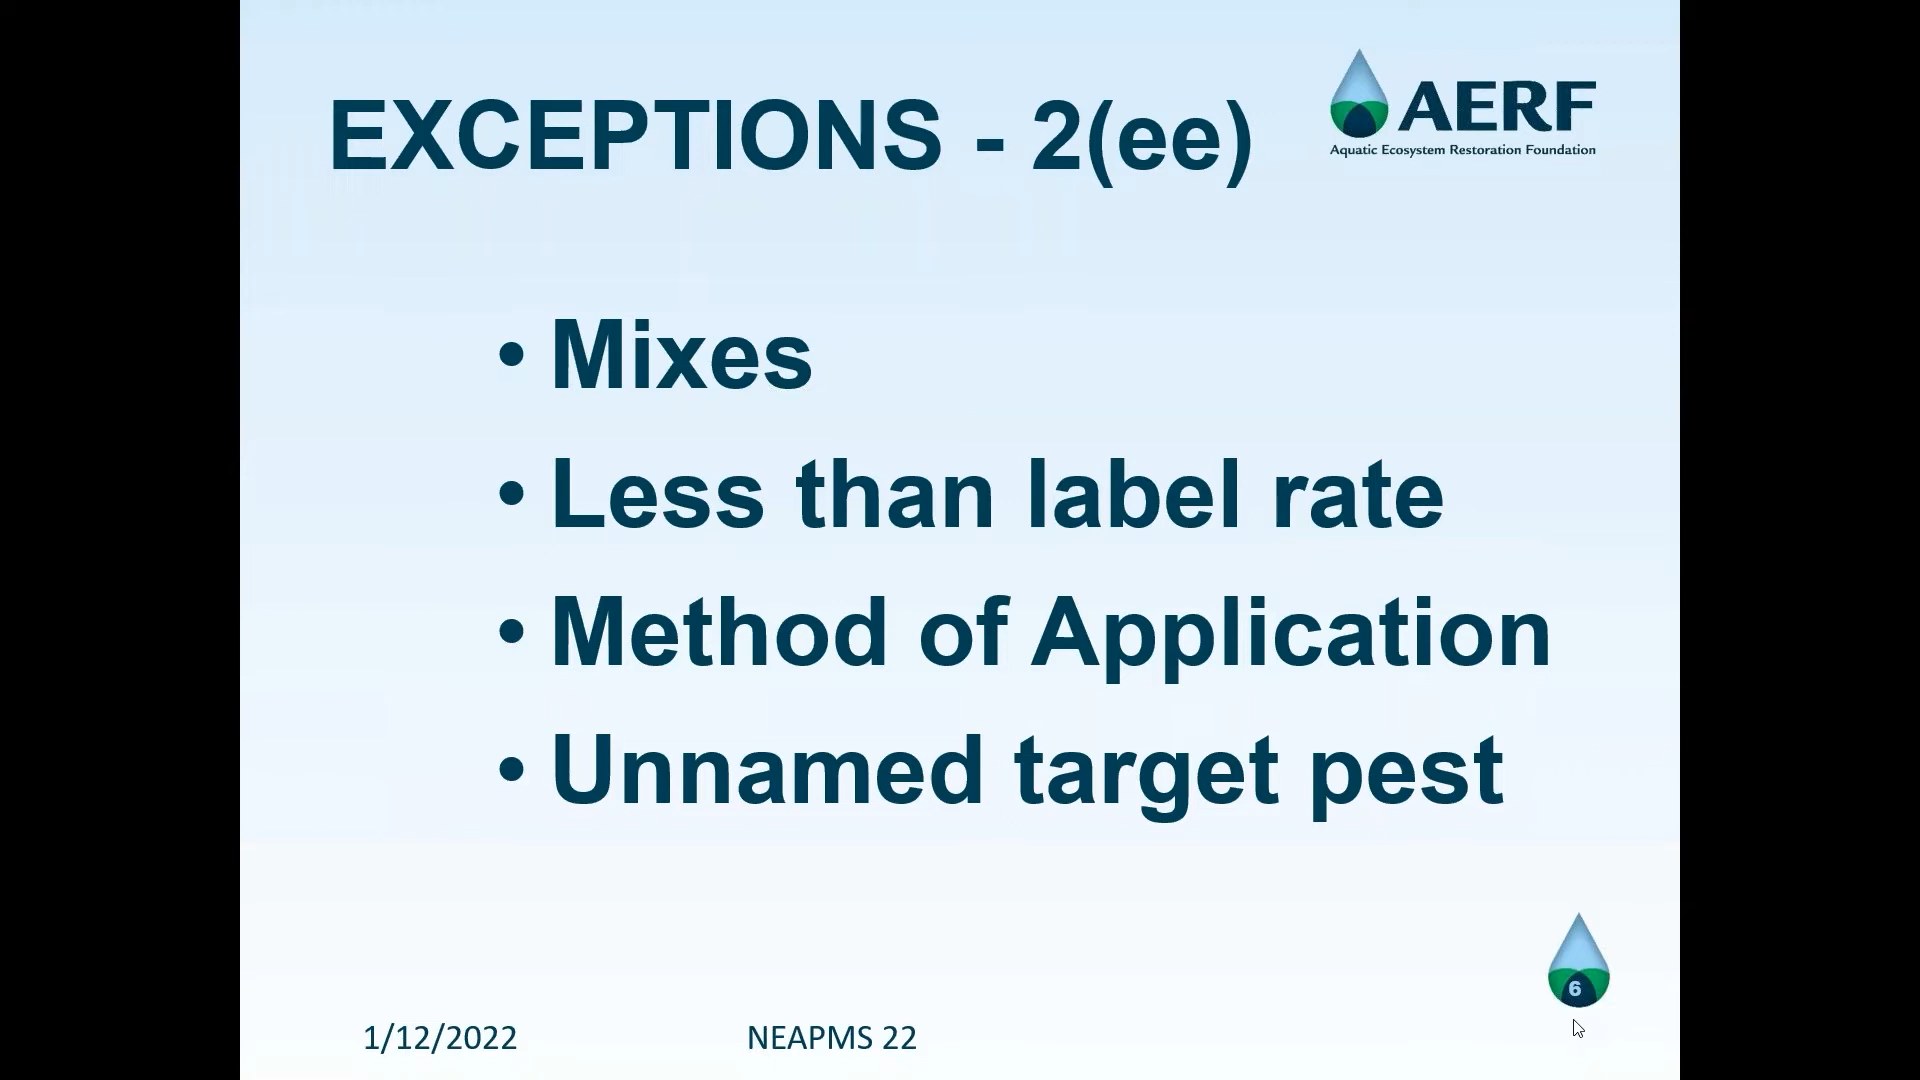 EXCEPTIONS - 2(ee)
AERF
Aquatic Ecosystem Restoration Foundation
• Mixes
• Less than label rate
• Method of Application
• Unnamed target pest
6
1/12/2022
NEAPMS 22